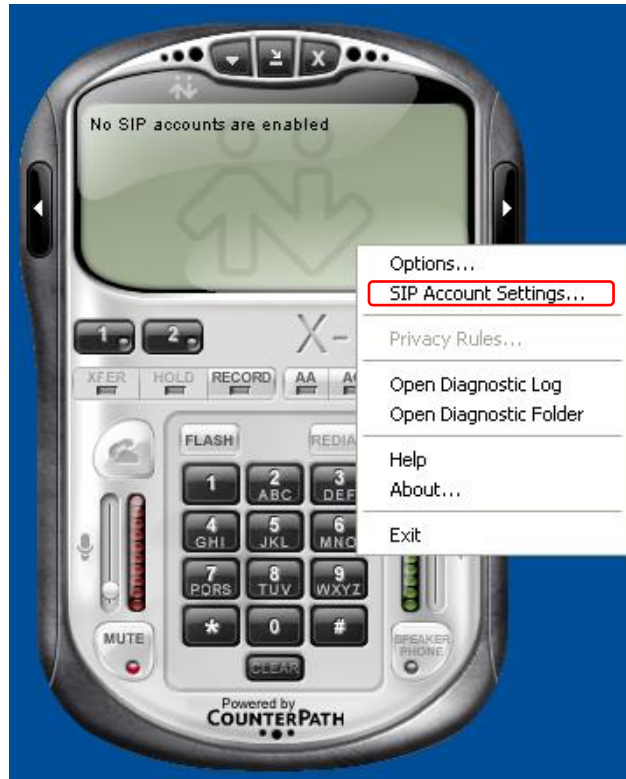 X
No SIP accounts are enabled
Options...
SIP Account Settings...
Privacy Rules...
Open Diagnostic Log
Open Diagnostic Folder
Help
About...
Exit
1 2 X-
XFER HOLD RECORD AA
FLASH
1 2 ABC 3 DEF
4 GHI 5 JKL 6 MNO
7 PQRS 8 TUV 9 WXYZ
* 0 #
MUTE
SPEAKER
PHONE
CLEAR
Powered by
COUNTERPATH